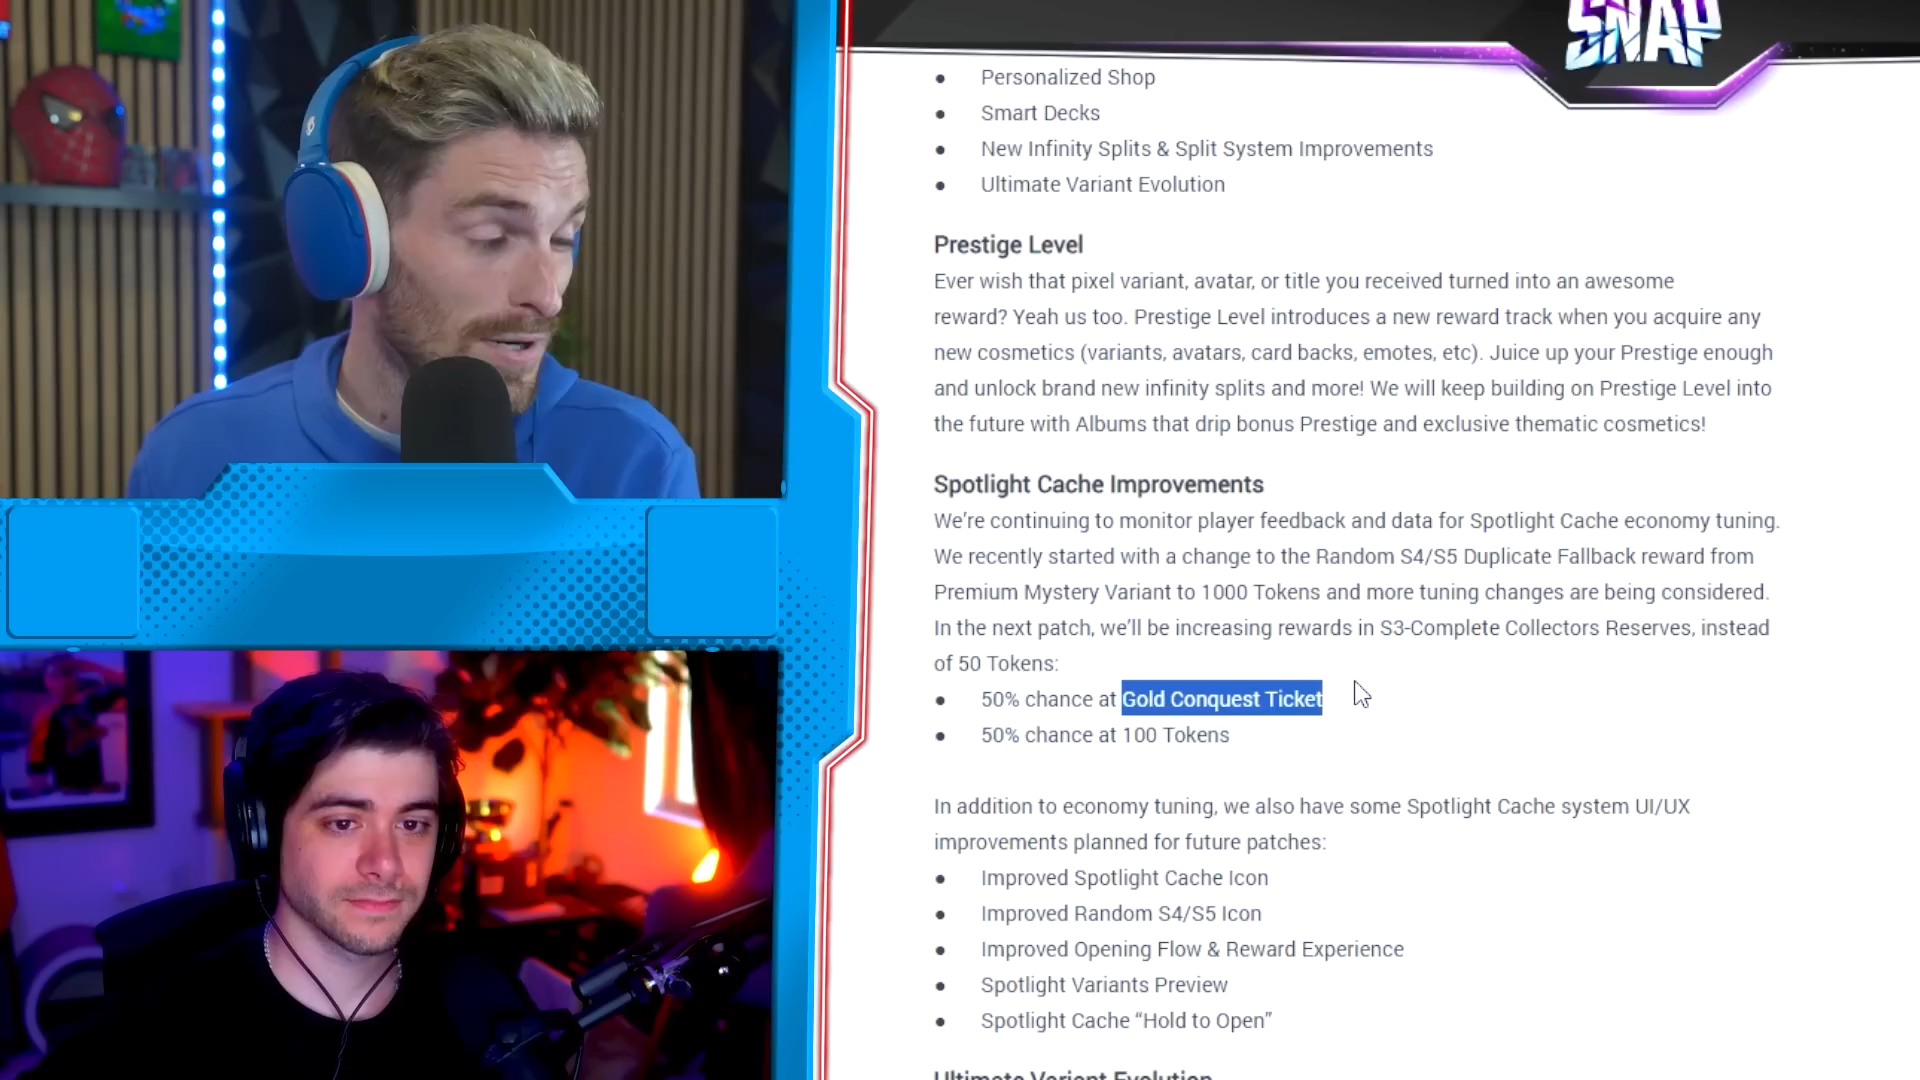 SNAP
● Personalized Shop
● Smart Decks
● New Infinity Splits & Split System Improvements
● Ultimate Variant Evolution
Prestige Level
Ever wish that pixel variant, avatar, or title you received turned into an awesome
reward? Yeah us too. Prestige Level introduces a new reward track when you acquire any
new cosmetics (variants, avatars, card backs, emotes, etc). Juice up your Prestige enough
and unlock brand new infinity splits and more! We will keep building on Prestige Level into
the future with Albums that drip bonus Prestige and exclusive thematic cosmetics!
Spotlight Cache Improvements
We’re continuing to monitor player feedback and data for Spotlight Cache economy tuning.
We recently started with a change to the Random S4/S5 Duplicate Fallback reward from
Premium Mystery Variant to 1000 Tokens and more tuning changes are being considered.
In the next patch, we’ll be increasing rewards in S3-Complete Collectors Reserves, instead
of 50 Tokens:
● 50% chance at Gold Conquest Ticket
● 50% chance at 100 Tokens
In addition to economy tuning, we also have some Spotlight Cache system UI/UX
improvements planned for future patches:
● Improved Spotlight Cache Icon
● Improved Random S4/S5 Icon
● Improved Opening Flow & Reward Experience
● Spotlight Variants Preview
● Spotlight Cache “Hold to Open”
Ultimate Variant Evolution